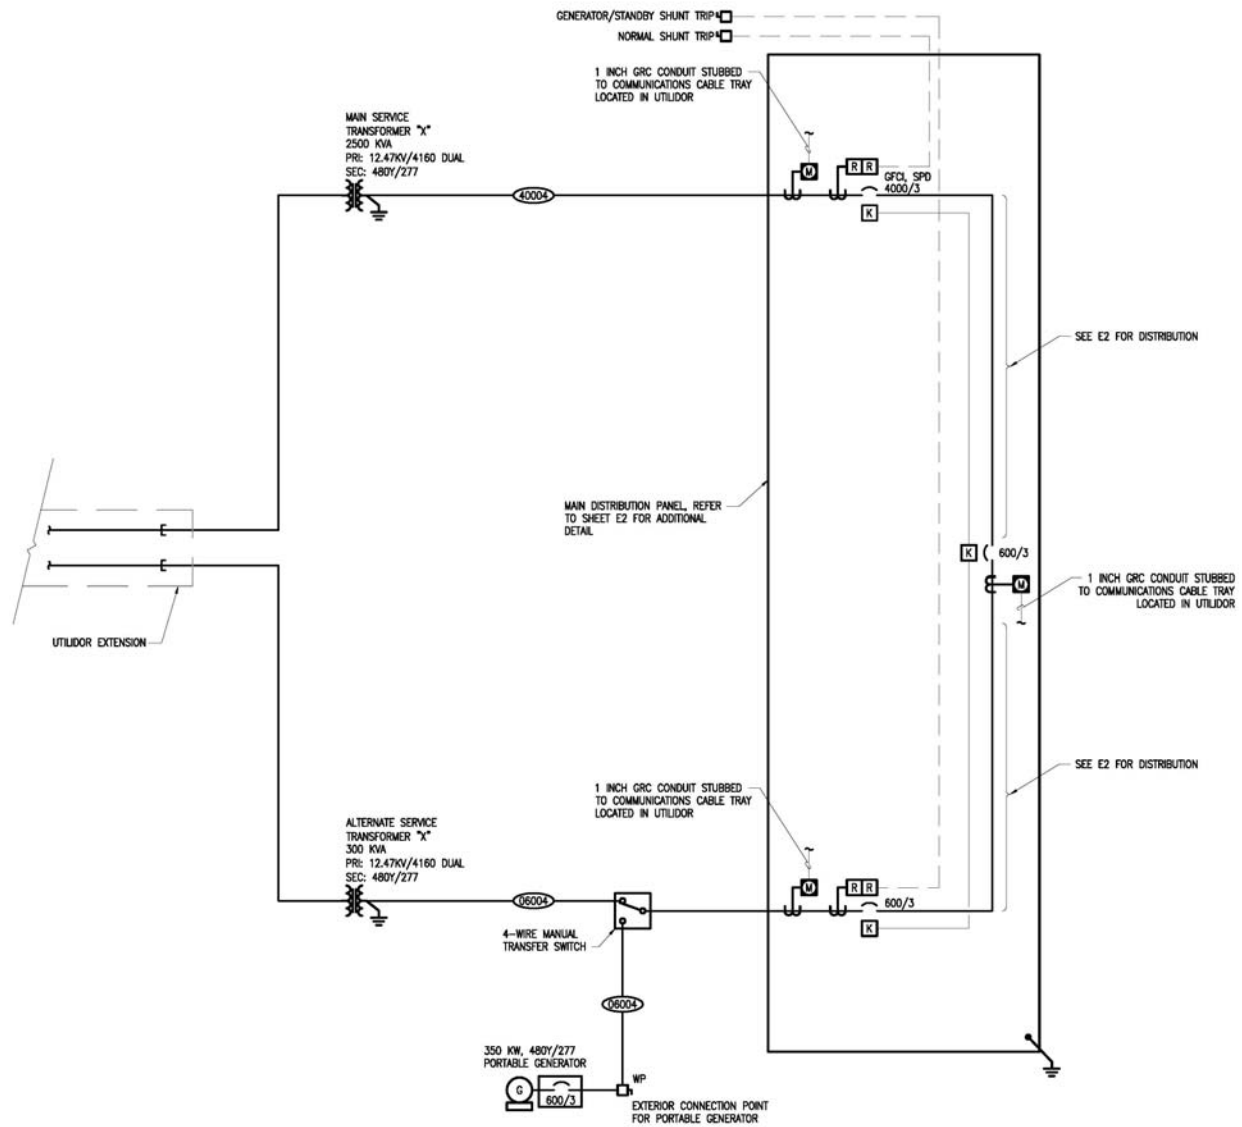 GENERATOR/STANDBY SHUNT TRIP
NORMAL SHUNT TRIP
1 INCH GRC CONDUIT STUBBED
TO COMMUNICATIONS CABLE TRAY
LOCATED IN UTILIDOR
MAIN SERVICE
TRANSFORMER "X"
2500 KVA
PRI: 12.47KV/4160 DUAL
SEC: 480Y/277
40004
M
R R
GFCI, SPD
4000/3
K
SEE E2 FOR DISTRIBUTION
MAIN DISTRIBUTION PANEL, REFER
TO SHEET E2 FOR ADDITIONAL
DETAIL
K
600/3
M
1 INCH GRC CONDUIT STUBBED
TO COMMUNICATIONS CABLE TRAY
LOCATED IN UTILIDOR
UTILIDOR EXTENSION
SEE E2 FOR DISTRIBUTION
1 INCH GRC CONDUIT STUBBED
TO COMMUNICATIONS CABLE TRAY
LOCATED IN UTILIDOR
ALTERNATE SERVICE
TRANSFORMER "X"
300 KVA
PRI: 12.47KV/4160 DUAL
SEC: 480Y/277
06004
M
R R
600/3
K
4-WIRE MANUAL
TRANSFER SWITCH
06004
350 KW, 480Y/277
PORTABLE GENERATOR
G
600/3
WP
EXTERIOR CONNECTION POINT
FOR PORTABLE GENERATOR